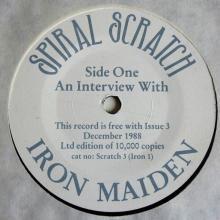 SPIRAL SCRATCH
Side One
An Interview With
This record is free with Issue 3
December 1988
Ltd edition of 10,000 copies
cat no: Scratch 3 (Iron 1)
IRON MAIDEN